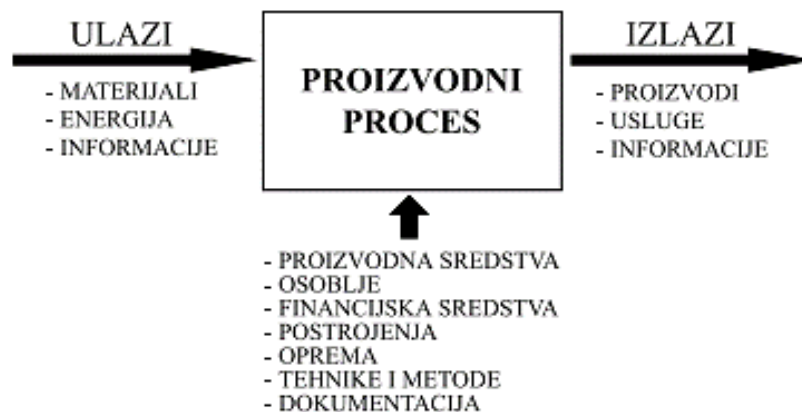 ULAZI
- MATERIJALI
- ENERGIJA
- INFORMACIJE
PROIZVODNI
PROCES
IZLAZI
- PROIZVODI
- USLUGE
- INFORMACIJE
- PROIZVODNA SREDSTVA
- OSOBLJE
- FINANCIJSKA SREDSTVA
- POSTROJENJA
- OPREMA
- TEHNIKE I METODE
- DOKUMENTACIJA